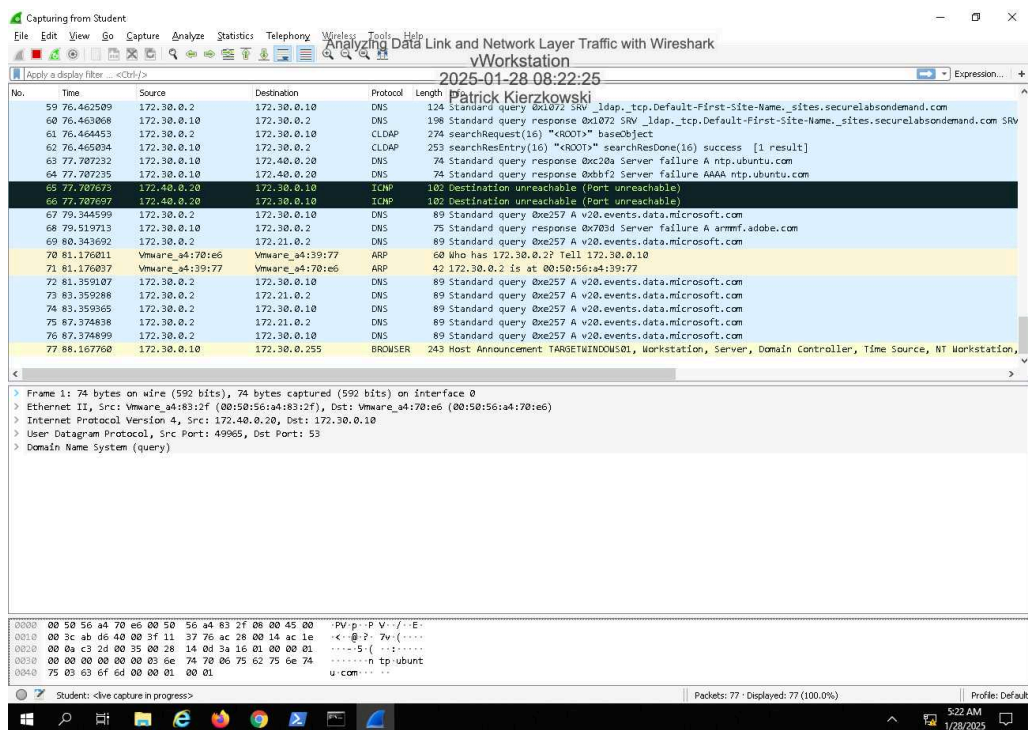 Capturing from Student
File Edit View Go Capture Analyze Statistics Telephony Wireless Tools Help
Analyzing Data Link and Network Layer Traffic with Wireshark
vWorkstation
2025-01-28 08:22:25
Patrick Kierzkowski
Apply a display filter ... <Ctrl-/> Expression... +
No. Time Source Destination Protocol Length Info
59 76.462509 172.30.0.2 172.30.0.10 DNS 124 Standard query 0x1072 SRV _ldap._tcp.Default-First-Site-Name._sites.securelabsondemand.com
60 76.463068 172.30.0.10 172.30.0.2 DNS 198 Standard query response 0x1072 SRV _ldap._tcp.Default-First-Site-Name._sites.securelabsondemand.com SRV
61 76.464453 172.30.0.2 172.30.0.10 CLDAP 274 searchRequest(16) "<ROOT>" baseObject
62 76.465034 172.30.0.10 172.30.0.2 CLDAP 253 searchResEntry(16) "<ROOT>" searchResDone(16) success [1 result]
63 77.707232 172.30.0.10 172.40.0.20 DNS 74 Standard query response 0xc20a Server failure A ntp.ubuntu.com
64 77.707235 172.30.0.10 172.40.0.20 DNS 74 Standard query response 0xbbf2 Server failure AAAA ntp.ubuntu.com
65 77.707673 172.40.0.20 172.30.0.10 ICMP 102 Destination unreachable (Port unreachable)
66 77.707697 172.40.0.20 172.30.0.10 ICMP 102 Destination unreachable (Port unreachable)
67 79.344599 172.30.0.2 172.30.0.10 DNS 89 Standard query 0xe257 A v20.events.data.microsoft.com
68 79.519713 172.30.0.10 172.30.0.2 DNS 75 Standard query response 0x703d Server failure A armmf.adobe.com
69 80.343692 172.30.0.2 172.21.0.2 DNS 89 Standard query 0xe257 A v20.events.data.microsoft.com
70 81.176011 Vmware_a4:70:e6 Vmware_a4:39:77 ARP 60 Who has 172.30.0.2? Tell 172.30.0.10
71 81.176037 Vmware_a4:39:77 Vmware_a4:70:e6 ARP 42 172.30.0.2 is at 00:50:56:a4:39:77
72 81.359107 172.30.0.2 172.30.0.10 DNS 89 Standard query 0xe257 A v20.events.data.microsoft.com
73 83.359288 172.30.0.2 172.21.0.2 DNS 89 Standard query 0xe257 A v20.events.data.microsoft.com
74 83.359365 172.30.0.2 172.30.0.10 DNS 89 Standard query 0xe257 A v20.events.data.microsoft.com
75 87.374838 172.30.0.2 172.21.0.2 DNS 89 Standard query 0xe257 A v20.events.data.microsoft.com
76 87.374899 172.30.0.2 172.30.0.10 DNS 89 Standard query 0xe257 A v20.events.data.microsoft.com
77 88.167760 172.30.0.10 172.30.0.255 BROWSER 243 Host Announcement TARGETWINDOWS01, Workstation, Server, Domain Controller, Time Source, NT Workstation,
> Frame 1: 74 bytes on wire (592 bits), 74 bytes captured (592 bits) on interface 0
> Ethernet II, Src: Vmware_a4:83:2f (00:50:56:a4:83:2f), Dst: Vmware_a4:70:e6 (00:50:56:a4:70:e6)
> Internet Protocol Version 4, Src: 172.40.0.20, Dst: 172.30.0.10
> User Datagram Protocol, Src Port: 49965, Dst Port: 53
> Domain Name System (query)
0000 00 50 56 a4 70 e6 00 50 56 a4 83 2f 08 00 45 00 ·PV·p··P V··/··E·
0010 00 3c ab d6 40 00 3f 11 37 76 ac 28 00 14 ac 1e ·<··@·?· 7v·(····
0020 00 0a c3 2d 00 35 00 28 14 0d 3a 16 01 00 00 01 ···-·5·( ··:·····
0030 00 00 00 00 00 00 03 6e 74 70 06 75 62 75 6e 74 ·······n tp·ubunt
0040 75 03 63 6f 6d 00 00 01 00 01 u·com··· ··
Student: <live capture in progress> Packets: 77 · Displayed: 77 (100.0%) Profile: Default
5:22 AM
1/28/2025